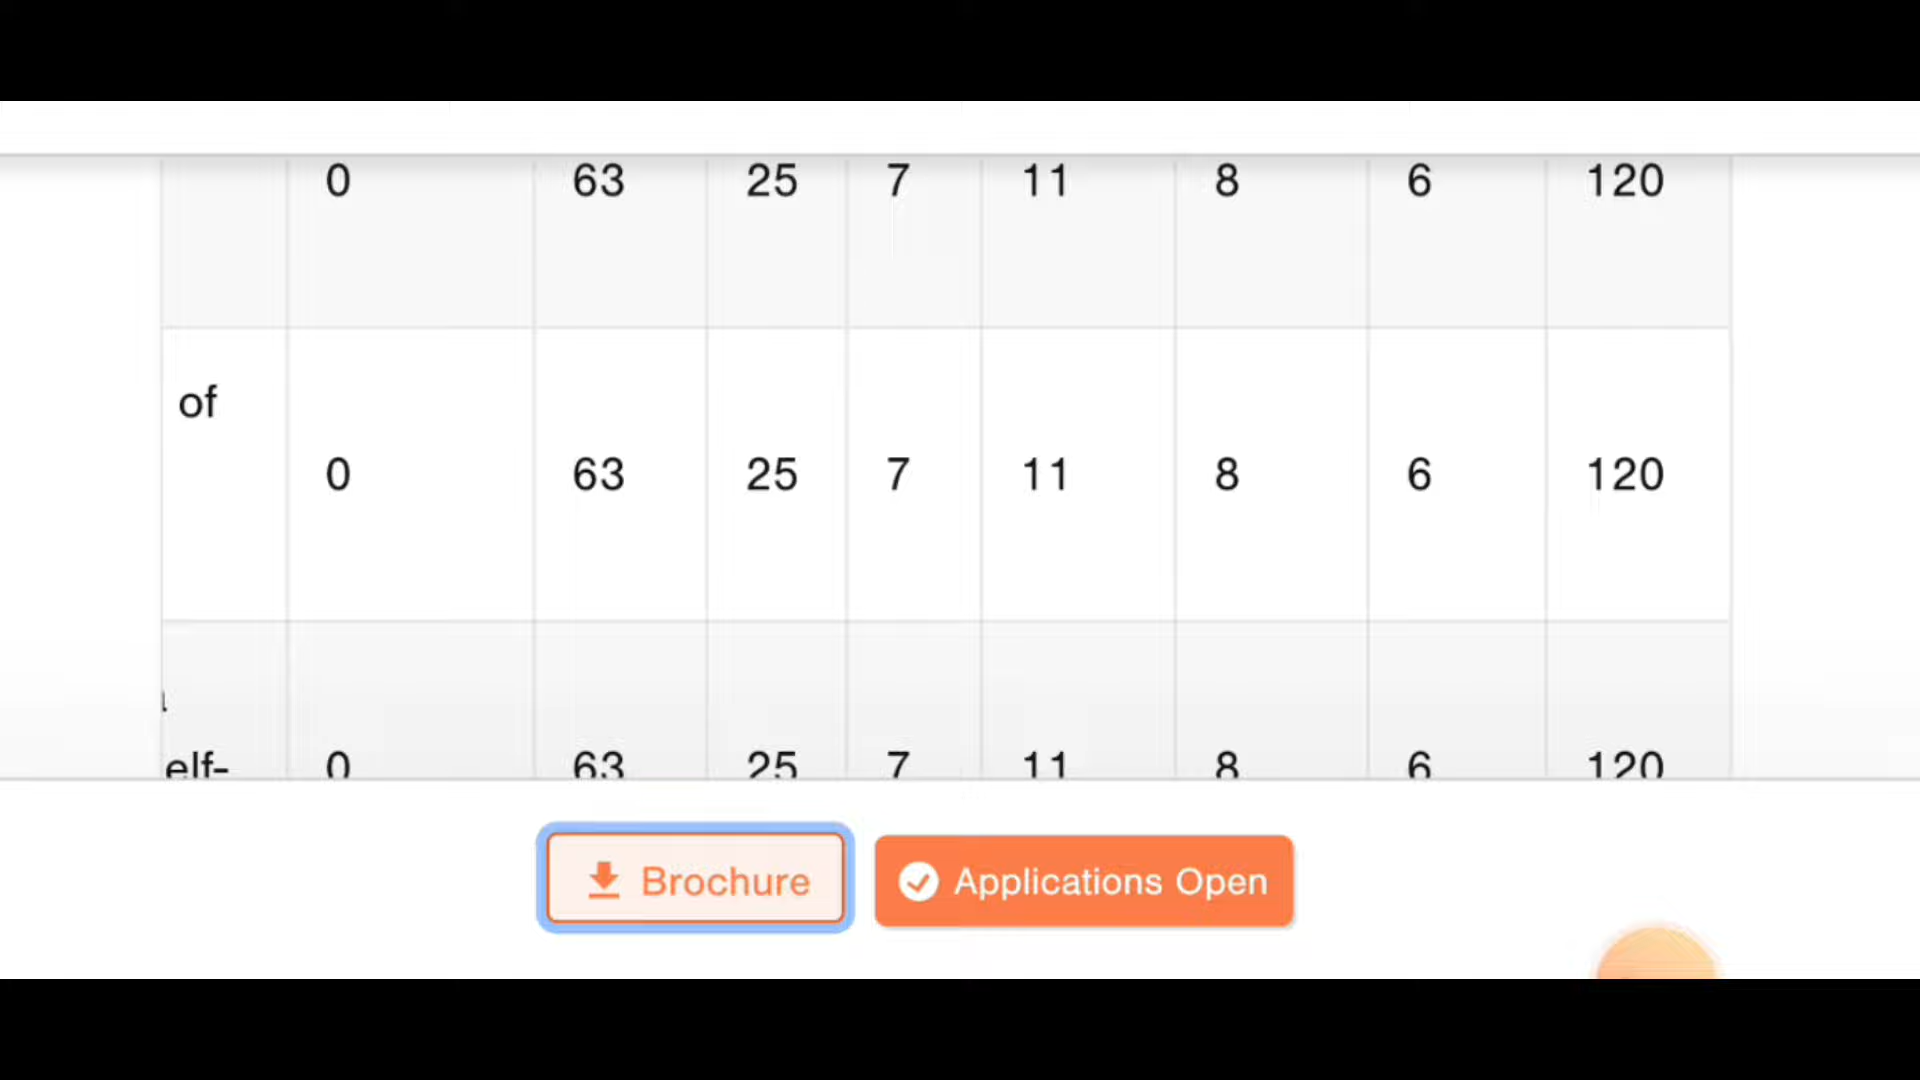 0 63 25 7 11 8 6 120
of
0 63 25 7 11 8 6 120
elf-
0 63 25 7 11 8 6 120
Brochure
Applications Open